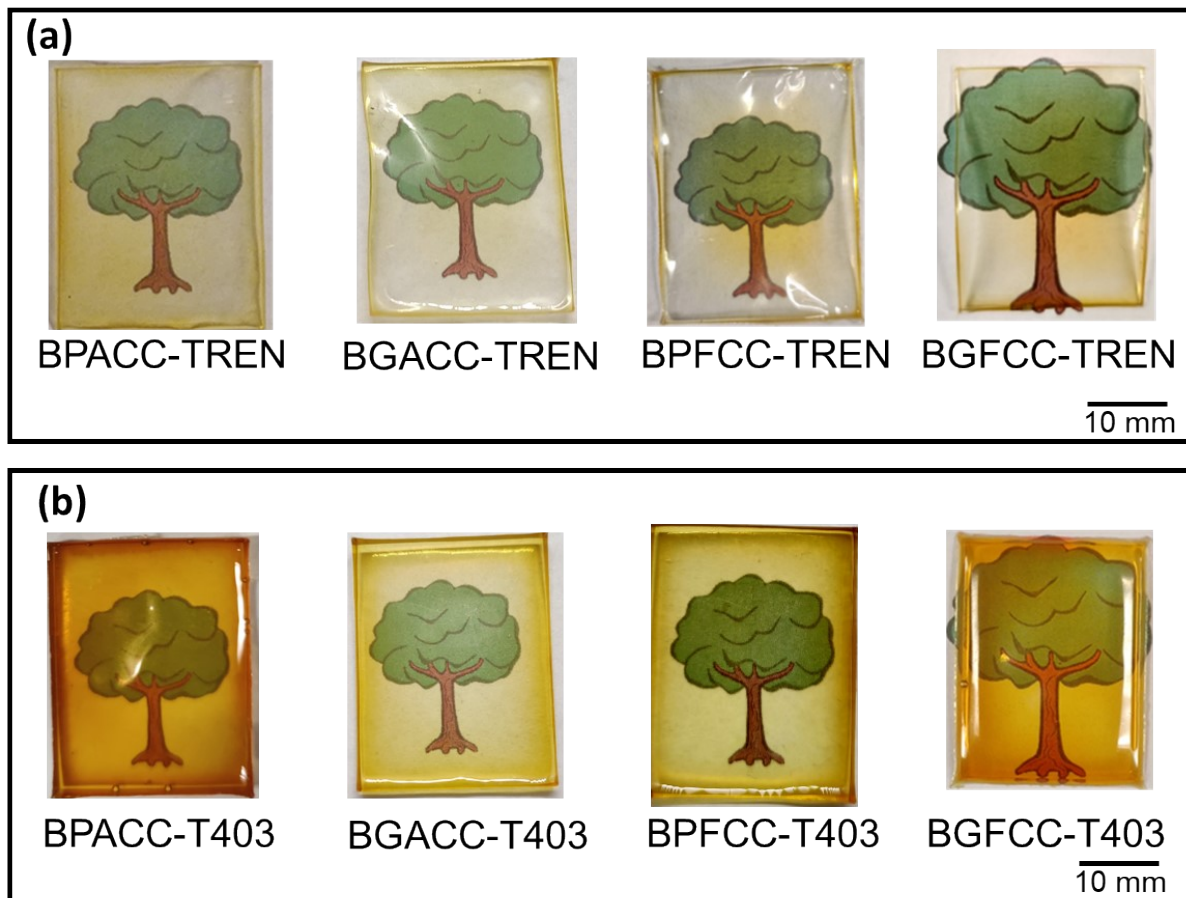 (a)
BPACC-TREN BGACC-TREN BPFCC-TREN BGFCC-TREN
10 mm
(b)
BPACC-T403 BGACC-T403 BPFCC-T403 BGFCC-T403
10 mm